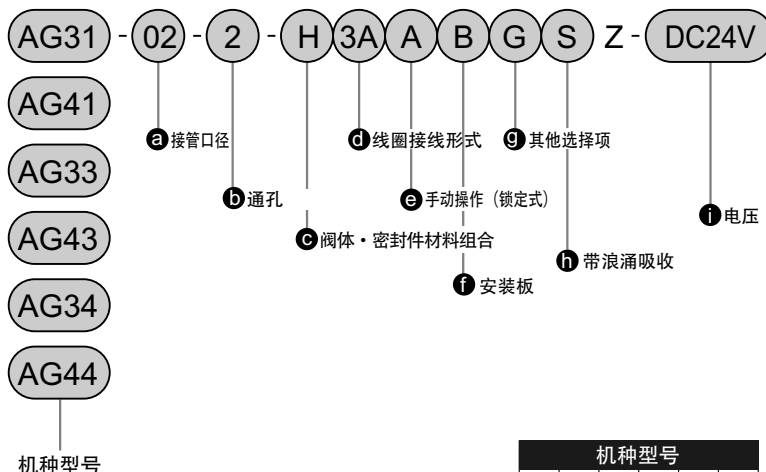 AG31 - 02 - 2 - H 3A A B G S Z - DC24V
AG41
AG33
AG43
AG34
AG44
机种型号
a 接管口径
b 通孔
c 阀体・密封件材料组合
d 线圈接线形式
e 手动操作（锁定式）
f 安装板
g 其他选择项
h 带浪涌吸收
i 电压
机种型号